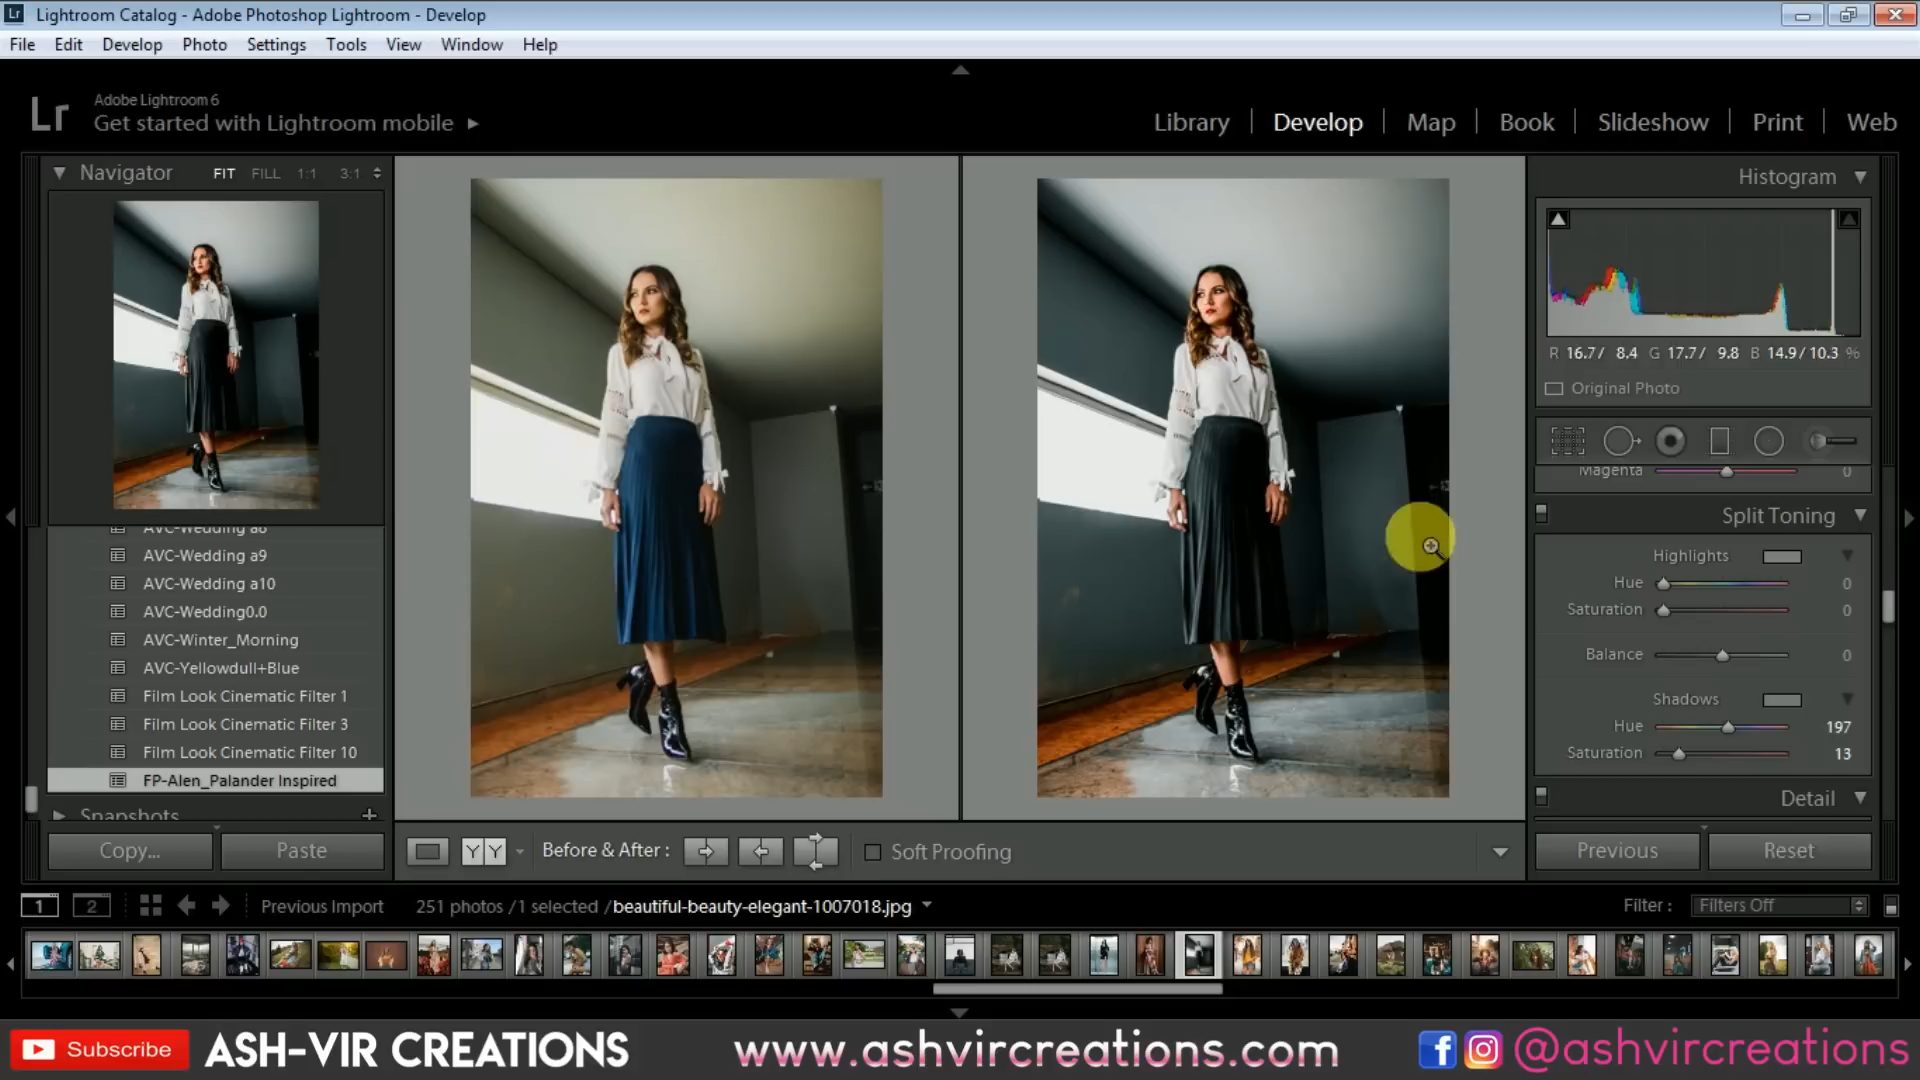 Lightroom Catalog - Adobe Photoshop Lightroom - Develop
File Edit Develop Photo Settings Tools View Window Help
Lr
Adobe Lightroom 6
Get started with Lightroom mobile
Library Develop Map Book Slideshow Print Web
Navigator FIT FILL 1:1 3:1
AVC-Wedding a8
AVC-Wedding a9
AVC-Wedding a10
AVC-Wedding0.0
AVC-Winter_Morning
AVC-Yellowdull+Blue
Film Look Cinematic Filter 1
Film Look Cinematic Filter 3
Film Look Cinematic Filter 10
FP-Alen_Palander Inspired
Snapshots +
Copy... Paste
Histogram
R 16.7/ 8.4 G 17.7/ 9.8 B 14.9/10.3 %
Original Photo
Magenta 0
Split Toning
Highlights
Hue 0
Saturation 0
Balance 0
Shadows
Hue 197
Saturation 13
Detail
YY Before & After : Soft Proofing
Previous Reset
1 2 Previous Import 251 photos /1 selected /beautiful-beauty-elegant-1007018.jpg Filter : Filters Off
Subscribe ASH-VIR CREATIONS www.ashvircreations.com @ashvircreations